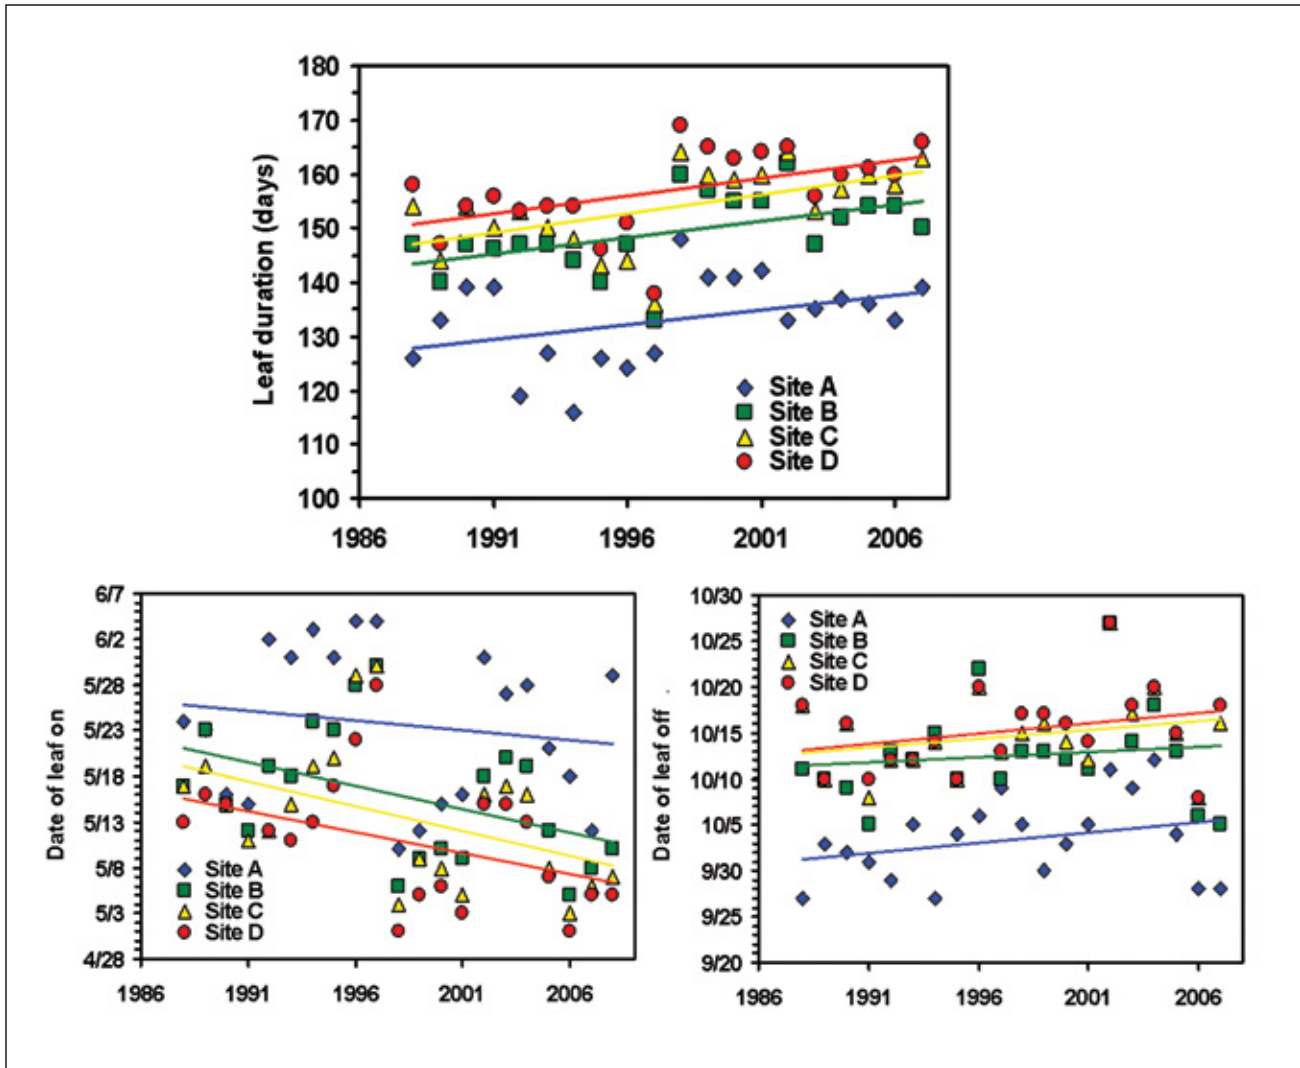 180
170
160
150
140
130
120
110
100
Leaf duration (days)
Site A
Site B
Site C
Site D
1986 1991 1996 2001 2006
6/7
6/2
5/28
5/23
5/18
5/13
5/8
5/3
4/28
Date of leaf on
Site A
Site B
Site C
Site D
1986 1991 1996 2001 2006
10/30
10/25
10/20
10/15
10/10
10/5
9/30
9/25
9/20
Date of leaf off
Site A
Site B
Site C
Site D
1986 1991 1996 2001 2006